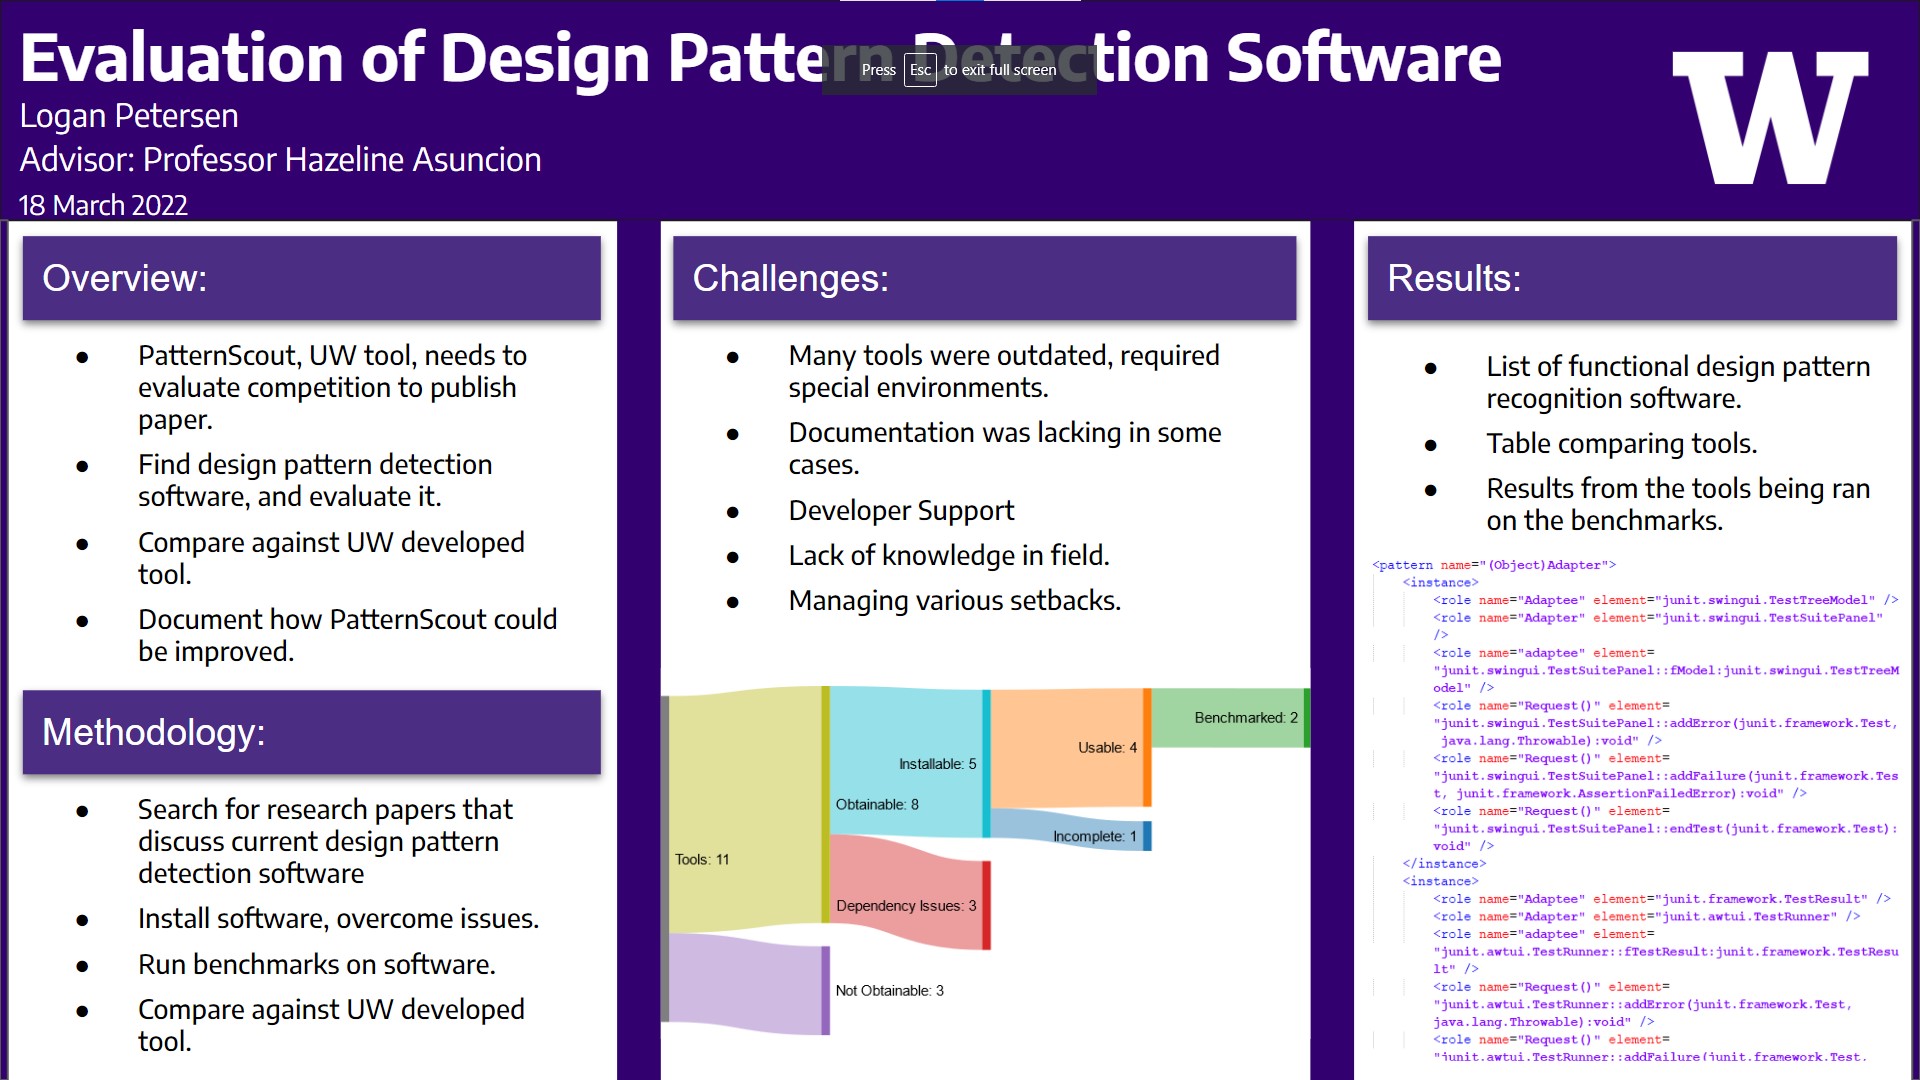 Evaluation of Design Pattern Detection Software
Press Esc to exit full screen
Logan Petersen
Advisor: Professor Hazeline Asuncion
18 March 2022
W
Overview:
● PatternScout, UW tool, needs to
evaluate competition to publish
paper.
● Find design pattern detection
software, and evaluate it.
● Compare against UW developed
tool.
● Document how PatternScout could
be improved.
Methodology:
● Search for research papers that
discuss current design pattern
detection software
● Install software, overcome issues.
● Run benchmarks on software.
● Compare against UW developed
tool.
Challenges:
● Many tools were outdated, required
special environments.
● Documentation was lacking in some
cases.
● Developer Support
● Lack of knowledge in field.
● Managing various setbacks.
Benchmarked: 2
Usable: 4
Installable: 5
Obtainable: 8
Incomplete: 1
Tools: 11
Dependency Issues: 3
Not Obtainable: 3
Results:
● List of functional design pattern
recognition software.
● Table comparing tools.
● Results from the tools being ran
on the benchmarks.
<pattern name="(Object)Adapter">
<instance>
<role name="Adaptee" element="junit.swingui.TestTreeModel" />
<role name="Adapter" element="junit.swingui.TestSuitePanel"
/>
<role name="adaptee" element=
"junit.swingui.TestSuitePanel::fModel:junit.swingui.TestTreeM
odel" />
<role name="Request()" element=
"junit.swingui.TestSuitePanel::addError(junit.framework.Test,
java.lang.Throwable):void" />
<role name="Request()" element=
"junit.swingui.TestSuitePanel::addFailure(junit.framework.Tes
t, junit.framework.AssertionFailedError):void" />
<role name="Request()" element=
"junit.swingui.TestSuitePanel::endTest(junit.framework.Test):
void" />
</instance>
<instance>
<role name="Adaptee" element="junit.framework.TestResult" />
<role name="Adapter" element="junit.awtui.TestRunner" />
<role name="adaptee" element=
"junit.awtui.TestRunner::fTestResult:junit.framework.TestResu
lt" />
<role name="Request()" element=
"junit.awtui.TestRunner::addError(junit.framework.Test,
java.lang.Throwable):void" />
<role name="Request()" element=
"junit.awtui.TestRunner::addFailure(junit.framework.Test.